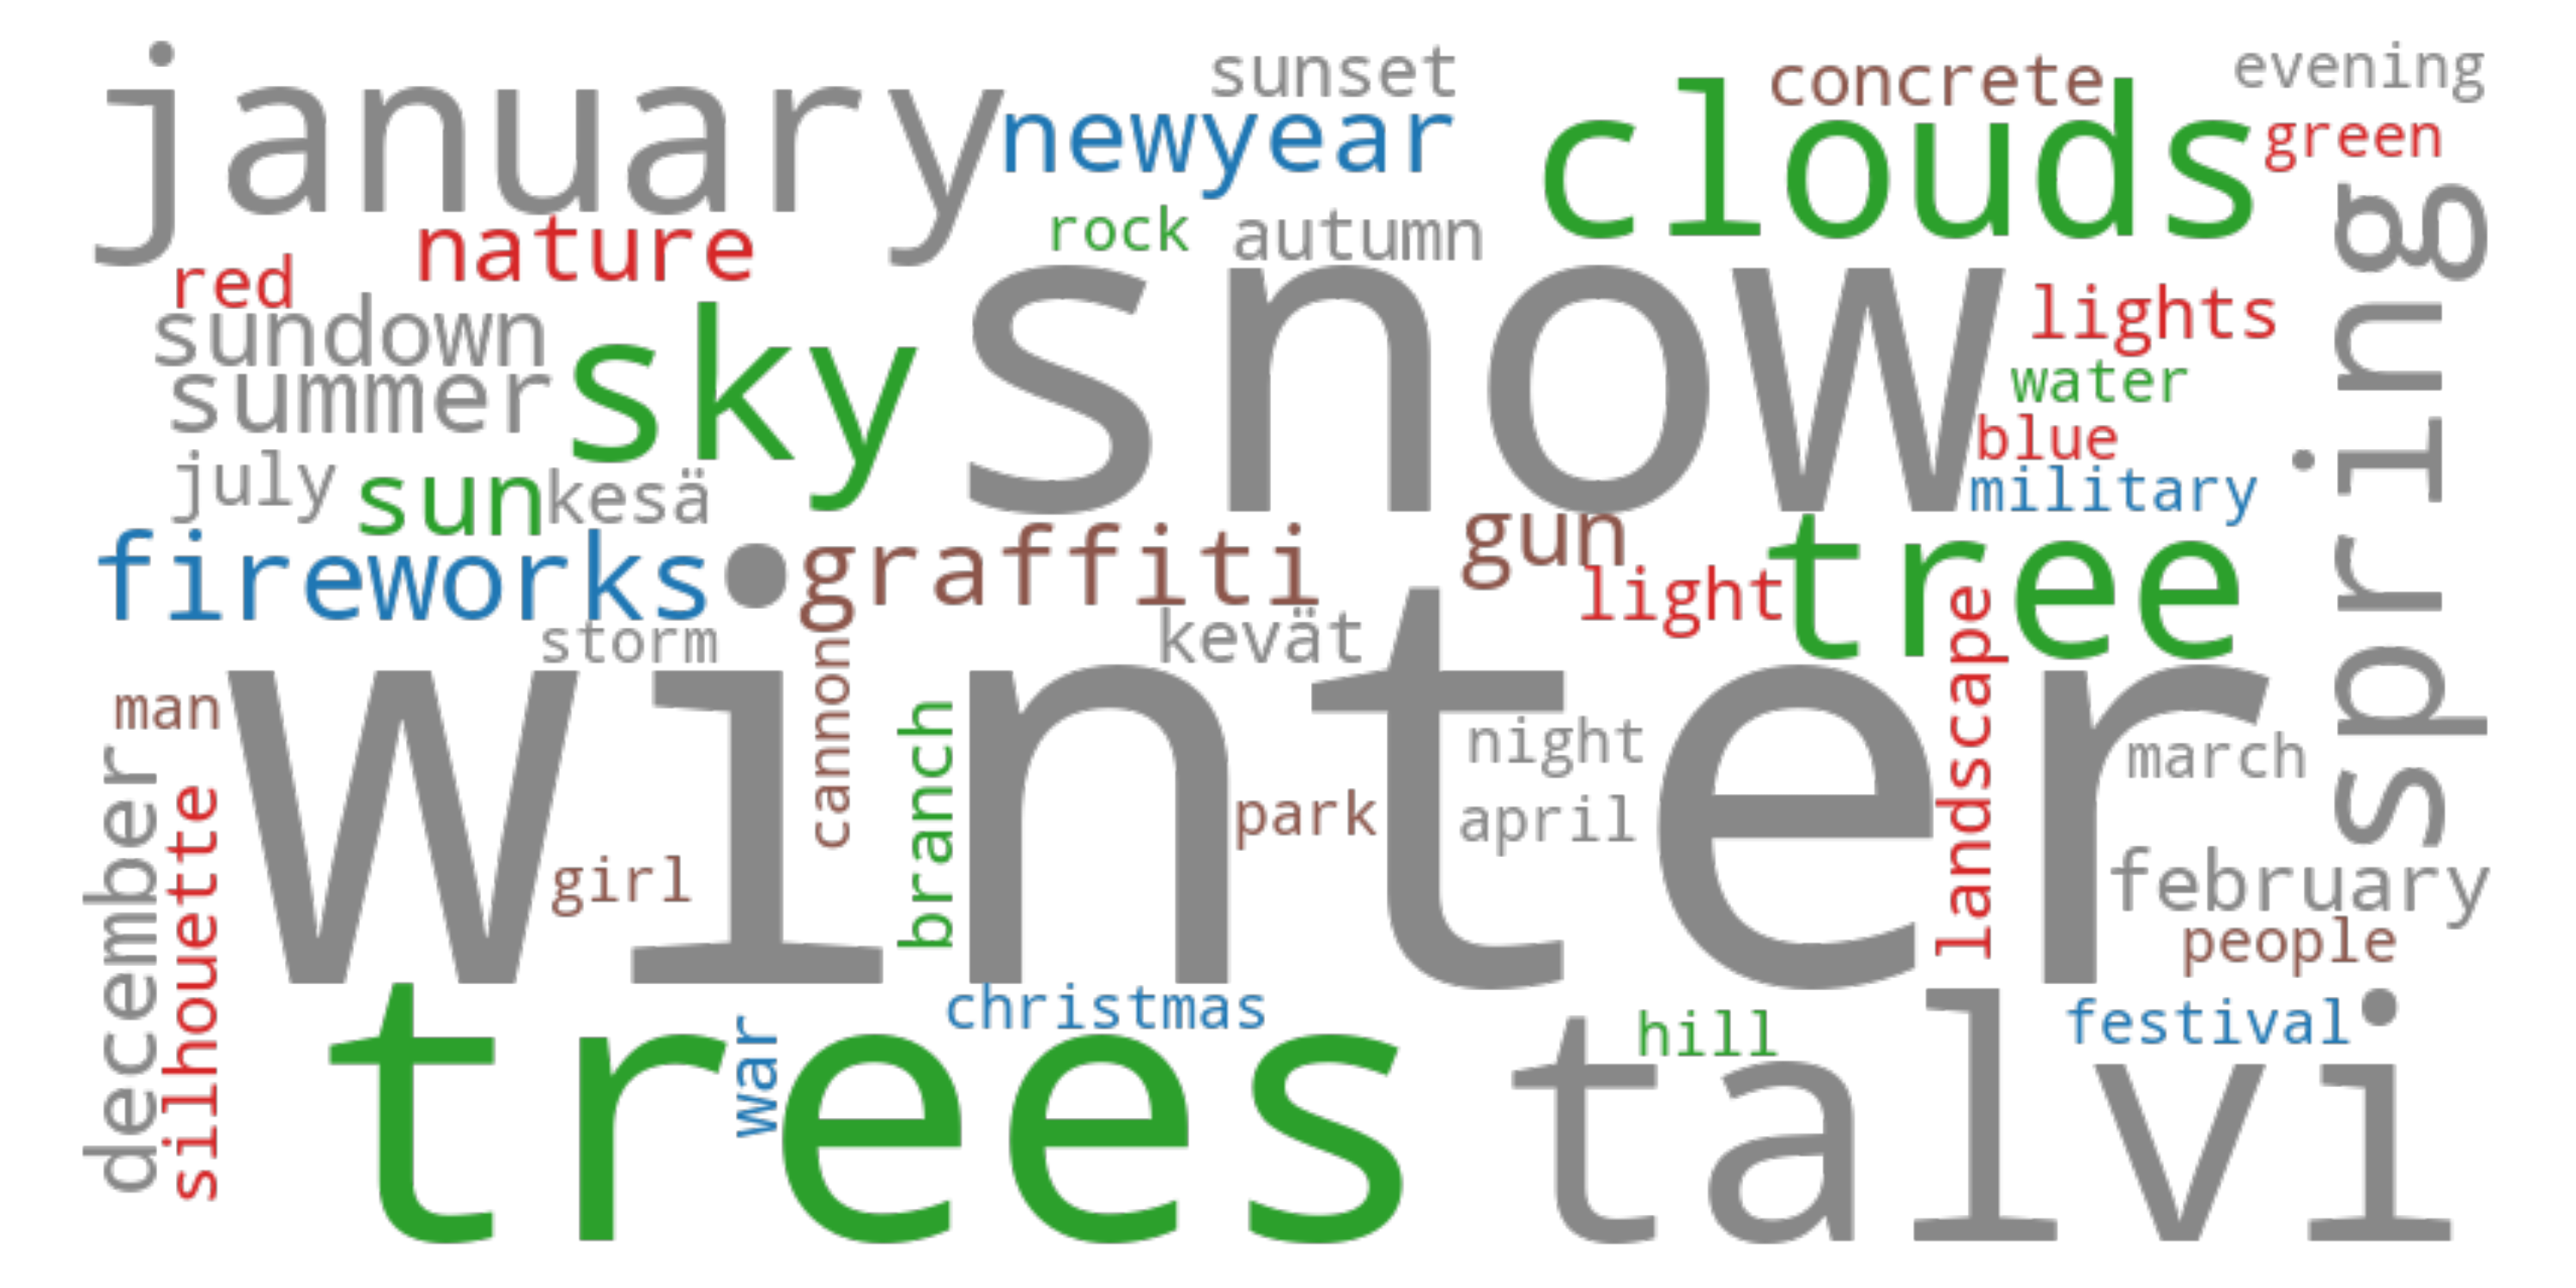 january
sunset
newyear
concrete
clouds
evening
green
nature
rock
autumn
red
sundown
summer
sky
snow
lights
water
blue
military
spring
july
sun
kesä
fireworks
graffiti
gun
light
tree
storm
kevät
man
winter
cannon
branch
night
park
april
landscape
march
girl
december
silhouette
february
people
trees
christmas
war
hill
talvi
festival